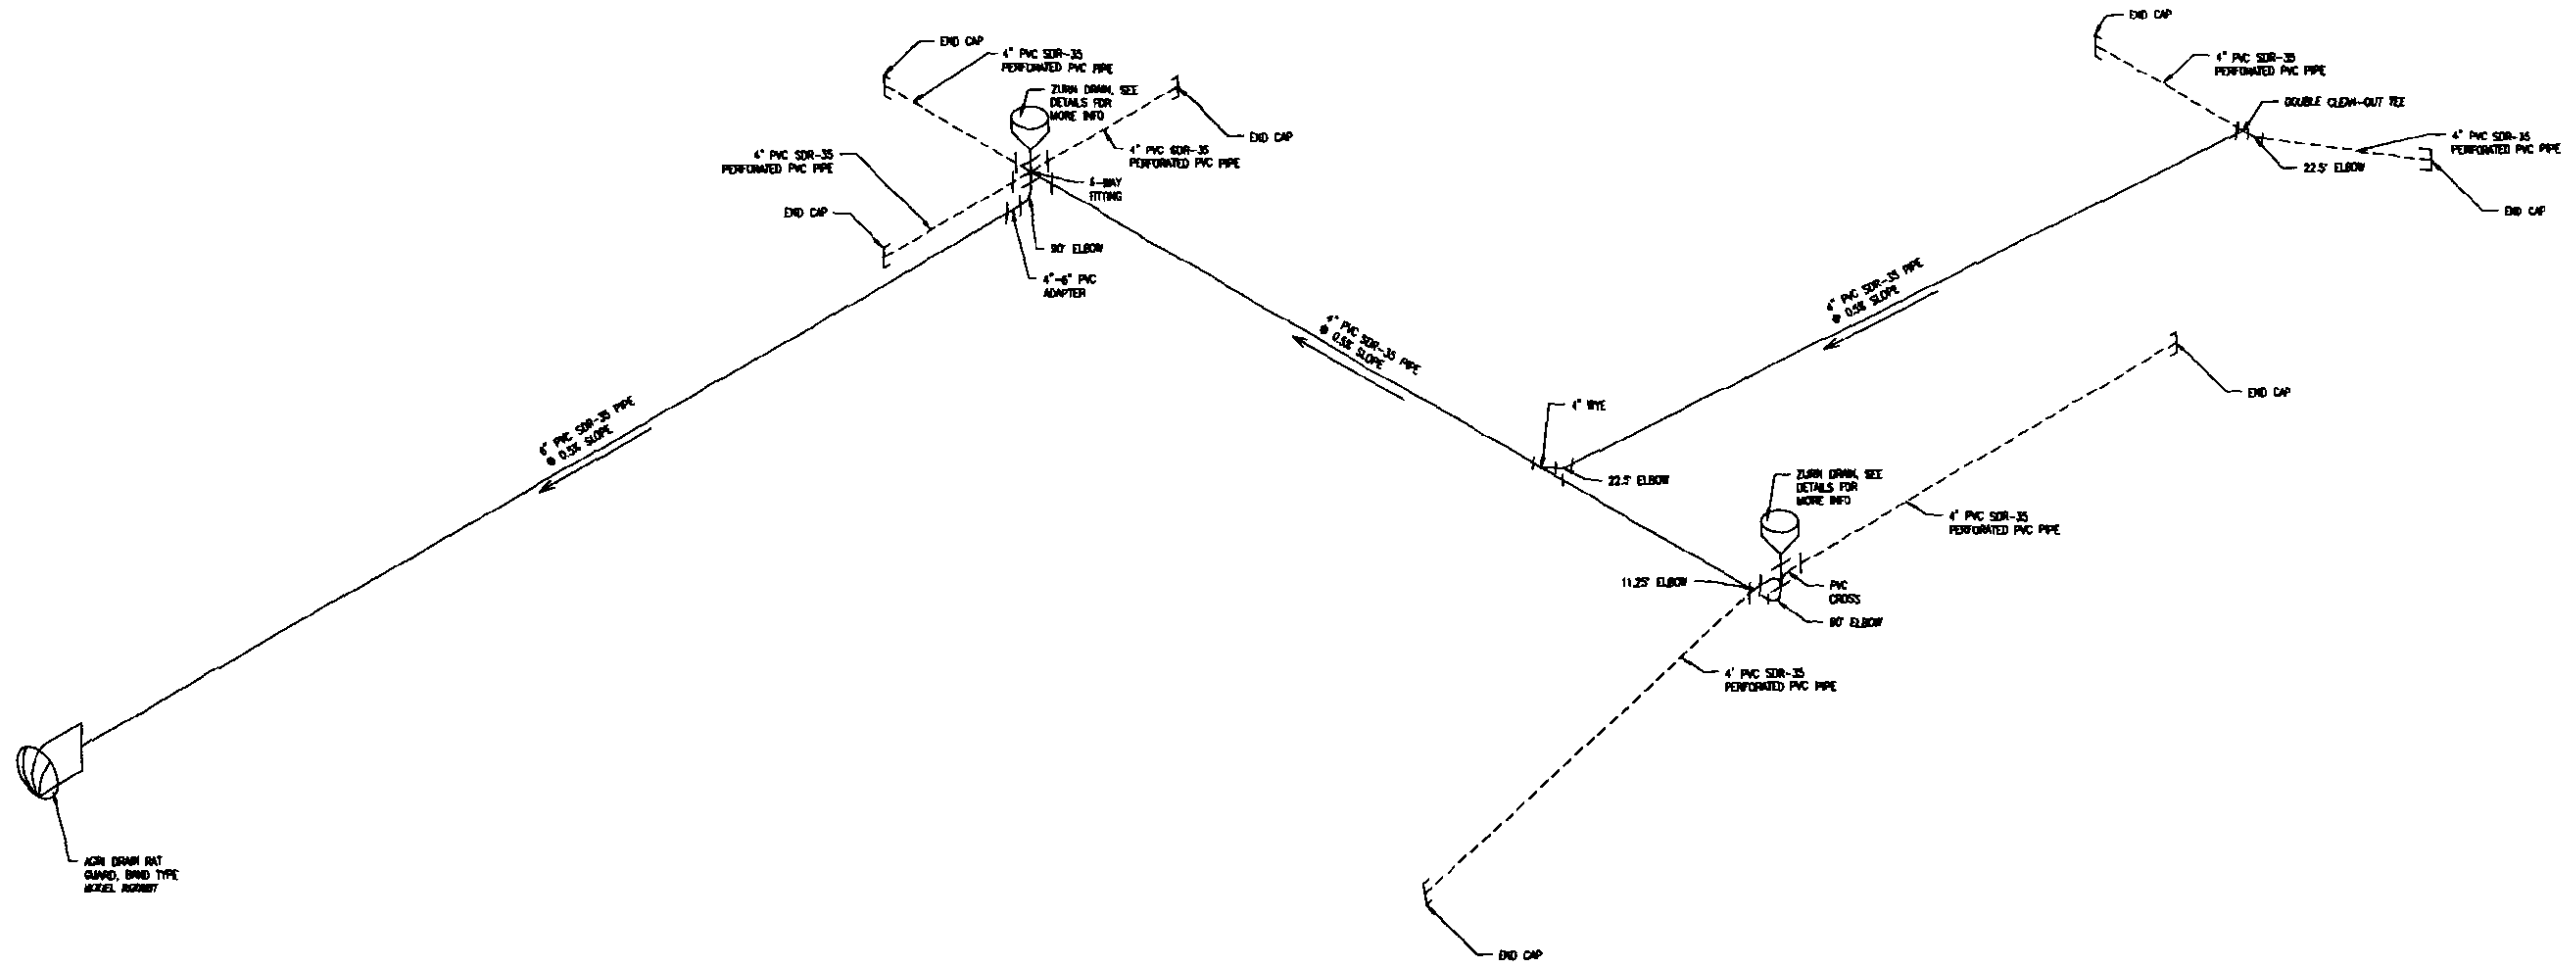 END CAP
4" PVC SDR-35
PERFORATED PVC PIPE
ZURN DRAIN, SEE
DETAILS FOR
MORE INFO
END CAP
4" PVC SDR-35
PERFORATED PVC PIPE
4" PVC SDR-35
PERFORATED PVC PIPE
FITTING
END CAP
90° ELBOW
4"-6" PVC
ADAPTER
6" PVC SDR-35 PIPE
@ 0.5% SLOPE
4" PVC SDR-35 PIPE
@ 0.5% SLOPE
END CAP
4" PVC SDR-35
PERFORATED PVC PIPE
DOUBLE CLEAN-OUT TEE
4" PVC SDR-35
PERFORATED PVC PIPE
22.5° ELBOW
END CAP
4" PVC SDR-35 PIPE
@ 0.5% SLOPE
END CAP
4" WYE
22.5° ELBOW
ZURN DRAIN, SEE
DETAILS FOR
MORE INFO
4" PVC SDR-35
PERFORATED PVC PIPE
11.25° ELBOW
PVC
CROSS
90° ELBOW
4" PVC SDR-35
PERFORATED PVC PIPE
AGRI DRAIN RAT
GUARD, BAND TYPE
MODEL
END CAP